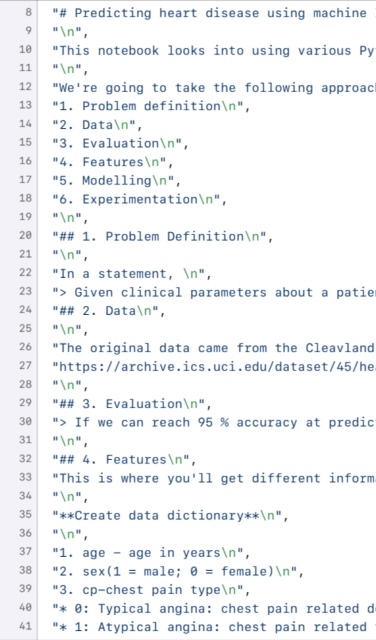 8 "# Predicting heart disease using machine
9 "\n",
10 "This notebook looks into using various Py
11 "\n",
12 "We're going to take the following approac
13 "1. Problem definition\n",
14 "2. Data\n",
15 "3. Evaluation\n",
16 "4. Features\n",
17 "5. Modelling\n",
18 "6. Experimentation\n",
19 "\n",
20 "## 1. Problem Definition\n",
21 "\n",
22 "In a statement, \n",
23 "> Given clinical parameters about a patie
24 "## 2. Data\n",
25 "\n",
26 "The original data came from the Cleavland
27 "https://archive.ics.uci.edu/dataset/45/hea
28 "\n",
29 "## 3. Evaluation\n",
30 "> If we can reach 95 % accuracy at predic
31 "\n",
32 "## 4. Features\n",
33 "This is where you'll get different informa
34 "\n",
35 "**Create data dictionary**\n",
36 "\n",
37 "1. age – age in years\n",
38 "2. sex(1 = male; 0 = female)\n",
39 "3. cp–chest pain type\n",
40 "* 0: Typical angina: chest pain related d
41 "* 1: Atypical angina: chest pain related